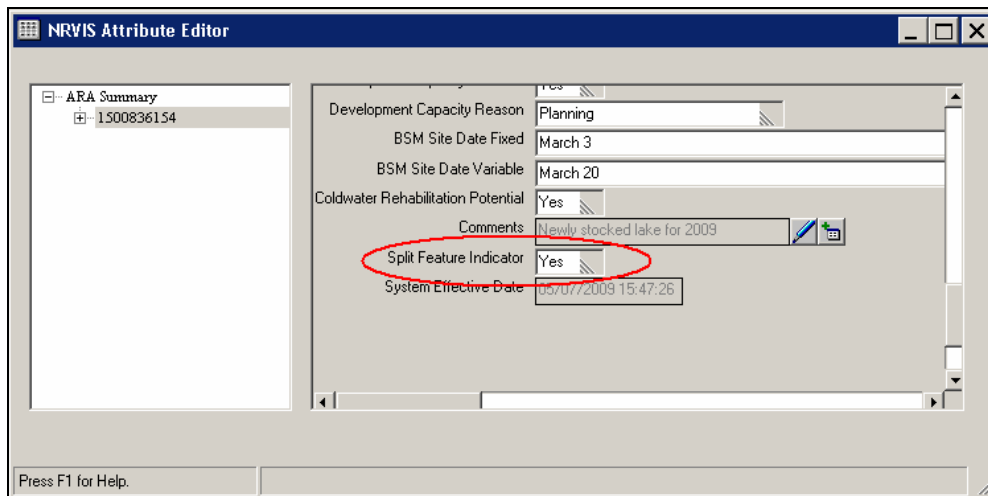 NRVIS Attribute Editor
ARA Summary
1500836154
Yes
Development Capacity Reason Planning
BSM Site Date Fixed March 3
BSM Site Date Variable March 20
Coldwater Rehabilitation Potential Yes
Comments Newly stocked lake for 2009
Split Feature Indicator Yes
System Effective Date 05/07/2009 15:47:26
Press F1 for Help.